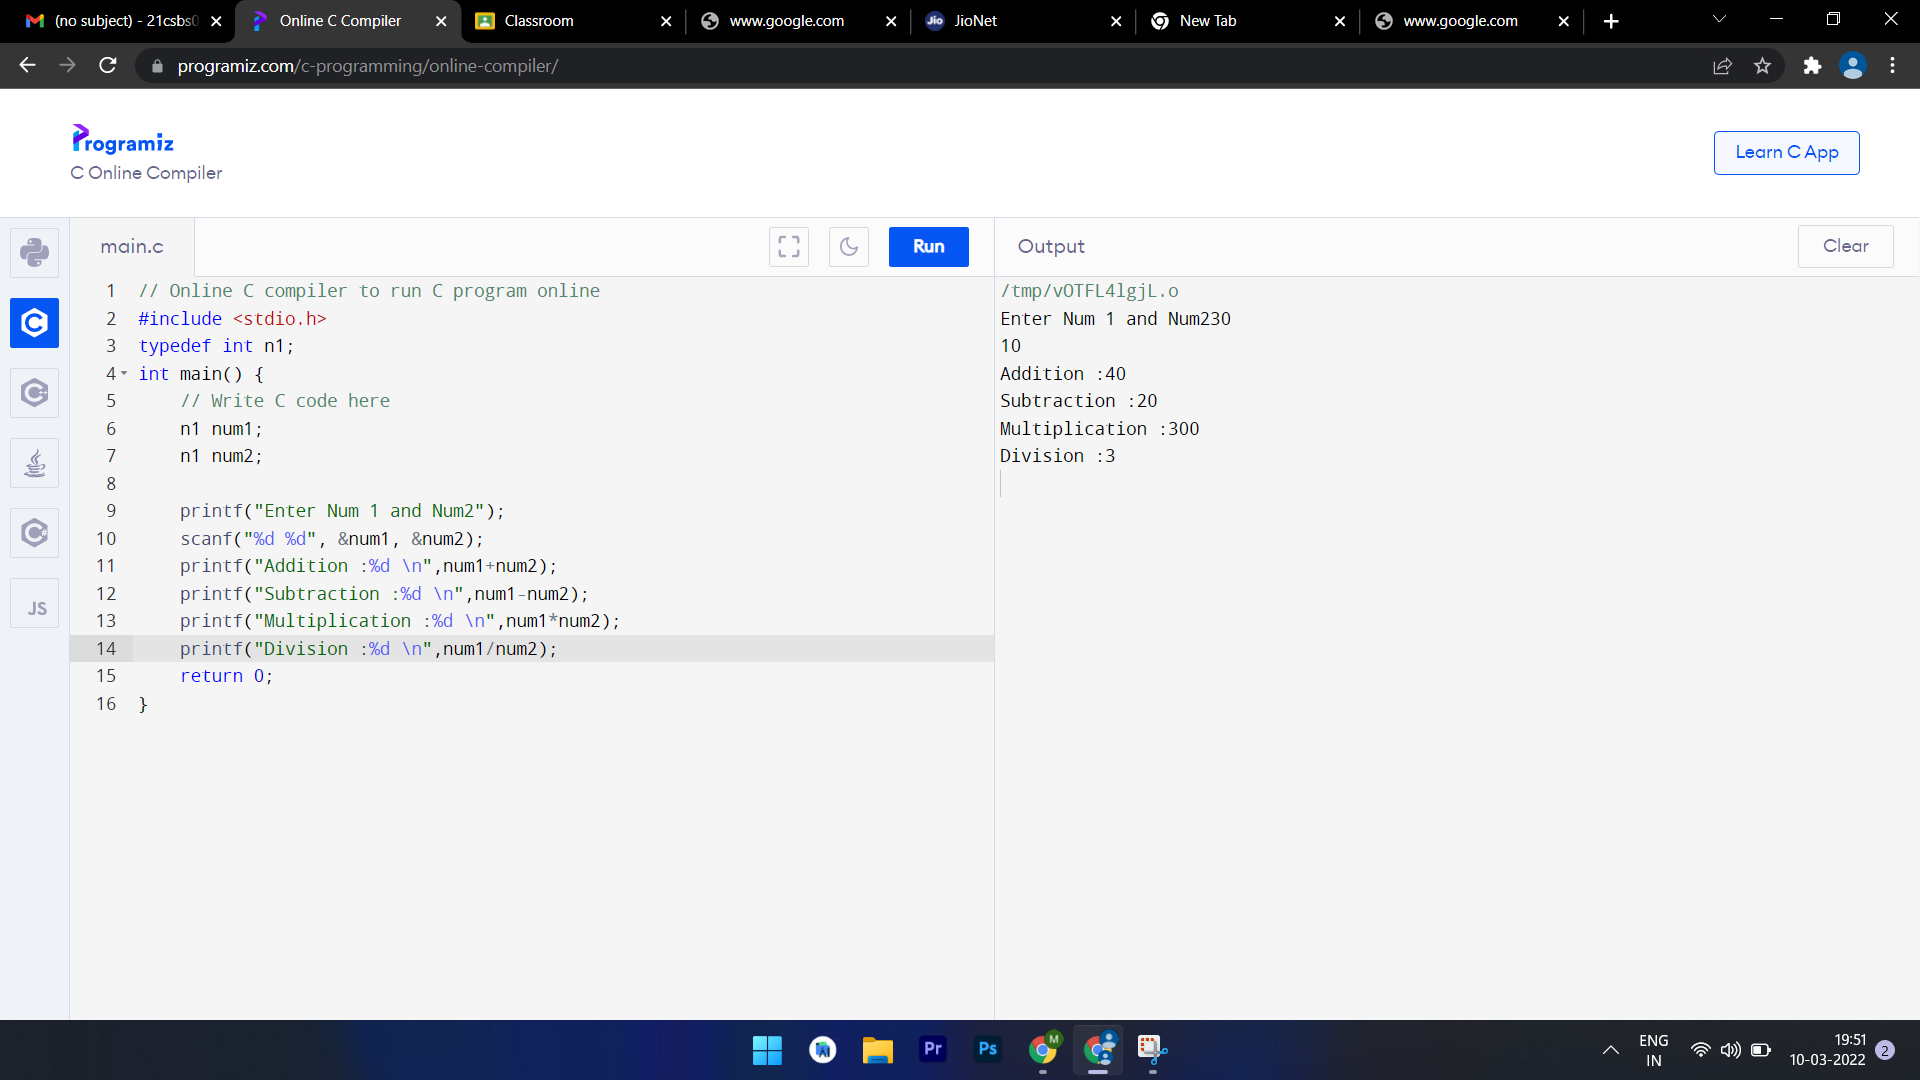 (no subject) - 21csbs0
Online C Compiler
Classroom
www.google.com
JioNet
New Tab
www.google.com
programiz.com/c-programming/online-compiler/
Programiz
C Online Compiler
Learn C App
main.c
Run
Output
Clear
1 // Online C compiler to run C program online
2 #include <stdio.h>
3 typedef int n1;
4 int main() {
5 // Write C code here
6 n1 num1;
7 n1 num2;
8
9 printf("Enter Num 1 and Num2");
10 scanf("%d %d", &num1, &num2);
11 printf("Addition :%d \n",num1+num2);
12 printf("Subtraction :%d \n",num1-num2);
13 printf("Multiplication :%d \n",num1*num2);
14 printf("Division :%d \n",num1/num2);
15 return 0;
16 }
/tmp/vOTFL4lgjL.o
Enter Num 1 and Num230
10
Addition :40
Subtraction :20
Multiplication :300
Division :3
JS
Pr
Ps
M
ENG
IN
19:51
10-03-2022
2